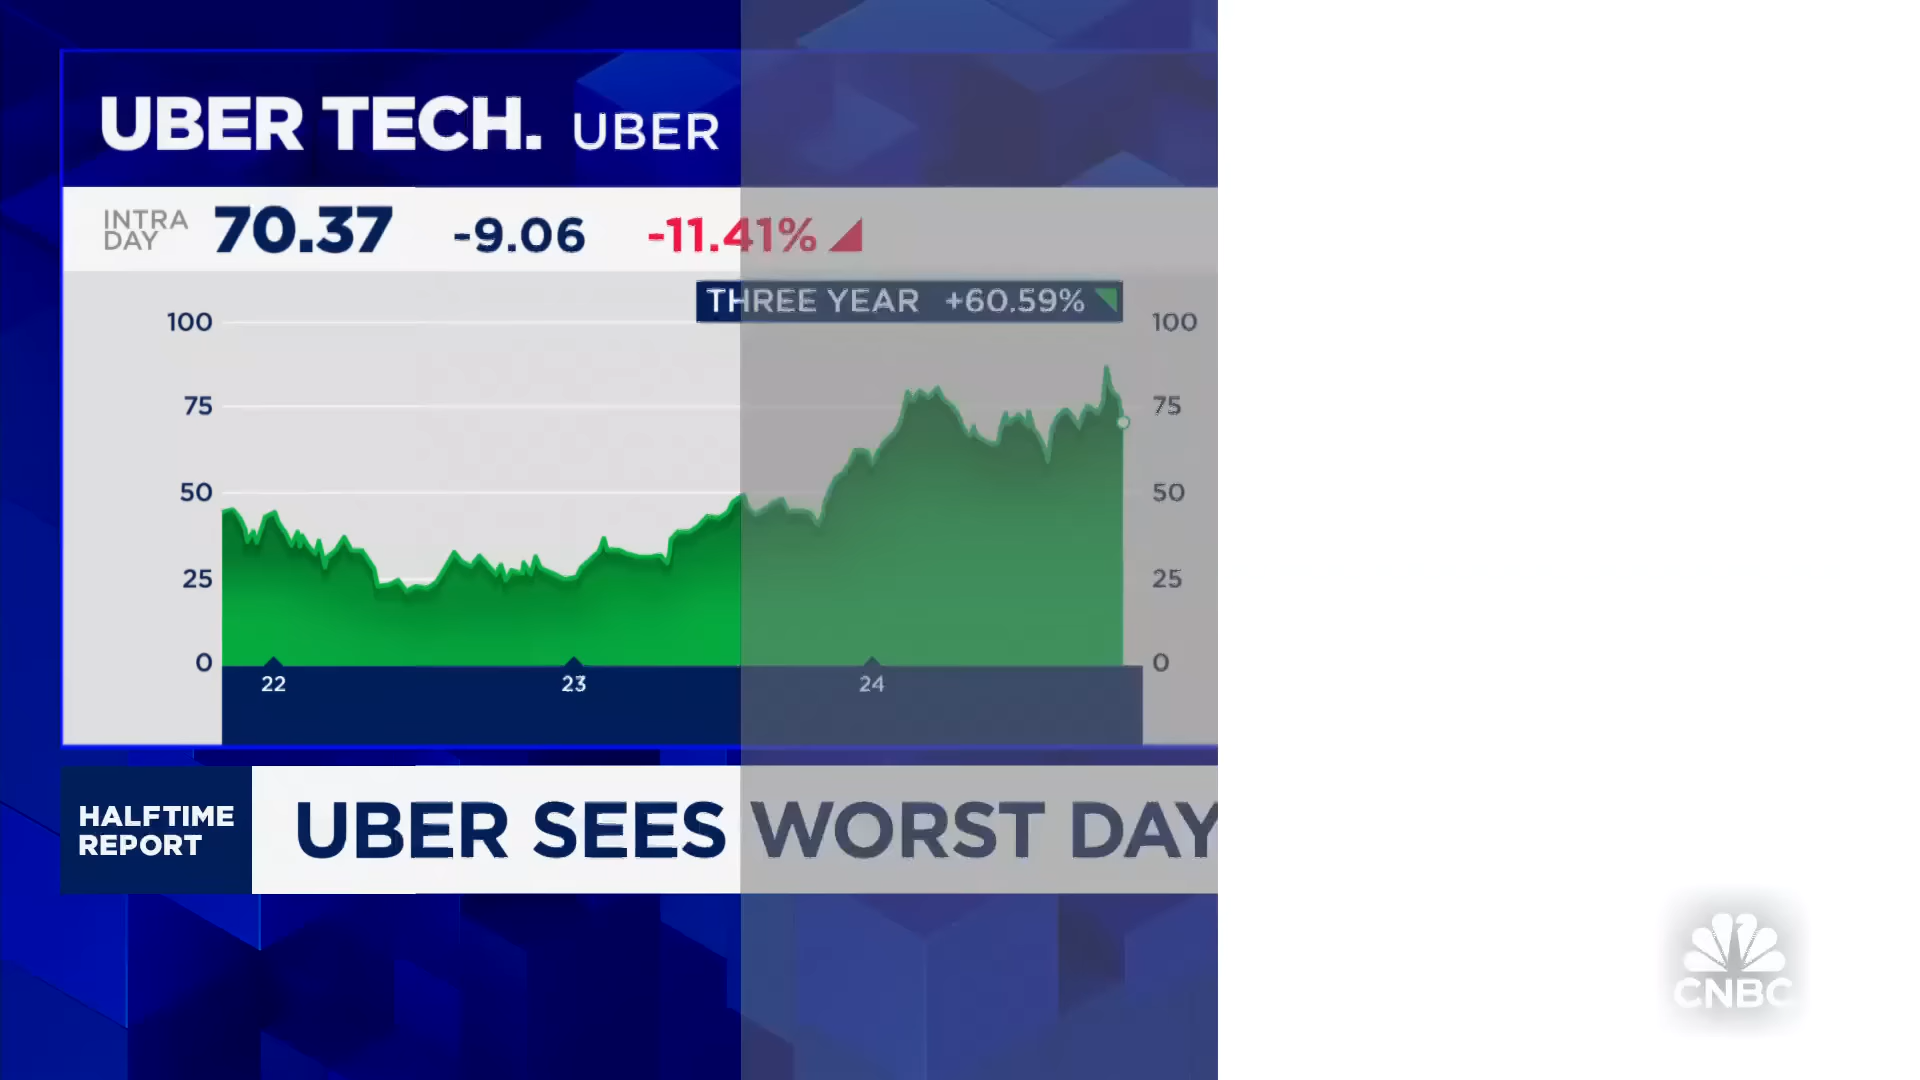 UBER TECH. UBER
INTRA
DAY
70.37 -9.06 -11.41%
THREE YEAR +60.59%
100 100
75 75
50 50
25 25
0 0
22 23 24
HALFTIME
REPORT
UBER SEES WORST DAY
CNBC